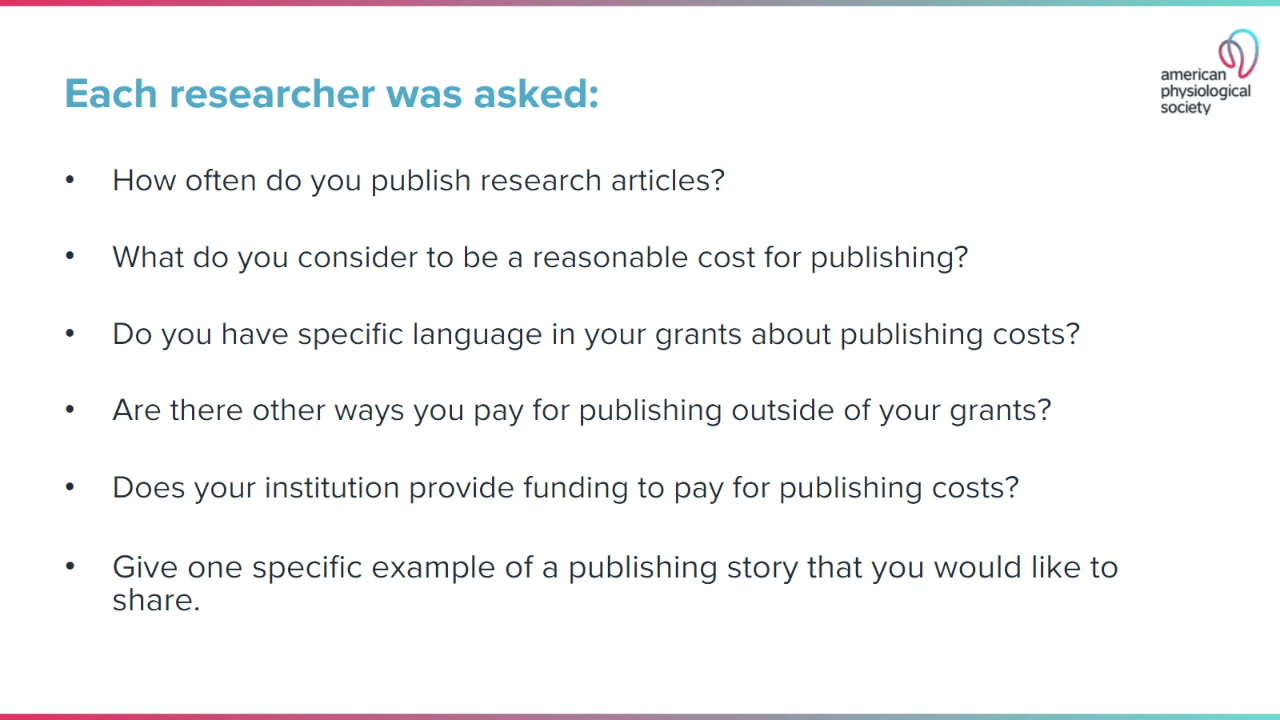 Each researcher was asked:
american
physiological
society
• How often do you publish research articles?
• What do you consider to be a reasonable cost for publishing?
• Do you have specific language in your grants about publishing costs?
• Are there other ways you pay for publishing outside of your grants?
• Does your institution provide funding to pay for publishing costs?
• Give one specific example of a publishing story that you would like to
share.